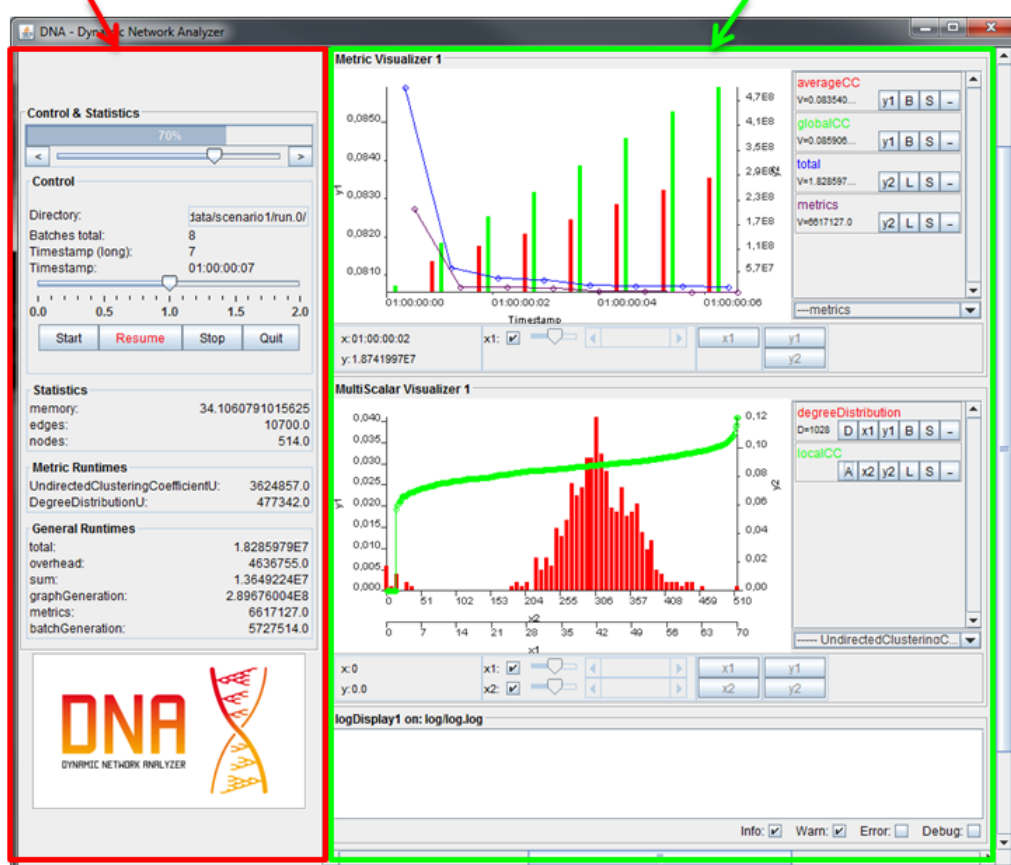 DNA - Dynamic Network Analyzer
Control & Statistics
70%
< >
Control
Directory: data/scenario1/run.0/
Batches total: 8
Timestamp (long): 7
Timestamp: 01:00:00:07
0.0 0.5 1.0 1.5 2.0
Start Resume Stop Quit
Statistics
memory: 34.1060791015625
edges: 10700.0
nodes: 514.0
Metric Runtimes
UndirectedClusteringCoefficientU: 3624857.0
DegreeDistributionU: 477342.0
General Runtimes
total: 1.8285979E7
overhead: 4636755.0
sum: 1.3649224E7
graphGeneration: 2.89676004E8
metrics: 6617127.0
batchGeneration: 5727514.0
DNA
DYNAMIC NETWORK ANALYZER
Metric Visualizer 1
y1
0,0850
0,0840
0,0830
0,0820
0,0810
4,7E8
4,1E8
3,5E8
2,9E8
2,3E8
1,7E8
1,1E8
5,7E7
y2
01:00:00:00 01:00:00:02 01:00:00:04 01:00:00:06
Timestamp
averageCC
V=0.083540... y1 B S -
globalCC
V=0.085906... y1 B S -
total
V=1.828597... y2 L S -
metrics
V=6617127.0 y2 L S -
---metrics
x:01:00:00:02 x1: x1 y1
y:1.8741997E7 y2
MultiScalar Visualizer 1
y1
0,040
0,035
0,030
0,025
0,020
0,015
0,010
0,005
0,000
0,12
0,10
0,08
0,06
0,04
0,02
0,00
y2
0 51 102 153 204 255 306 357 408 459 510
x2
0 7 14 21 28 35 42 49 56 63 70
x1
degreeDistribution
D=1028 D x1 y1 B S -
localCC
A x2 y2 L S -
----- UndirectedClusteringC...
x:0 x1: x1 y1
y:0.0 x2: x2 y2
logDisplay1 on: log/log.log
Info: Warn: Error: Debug: